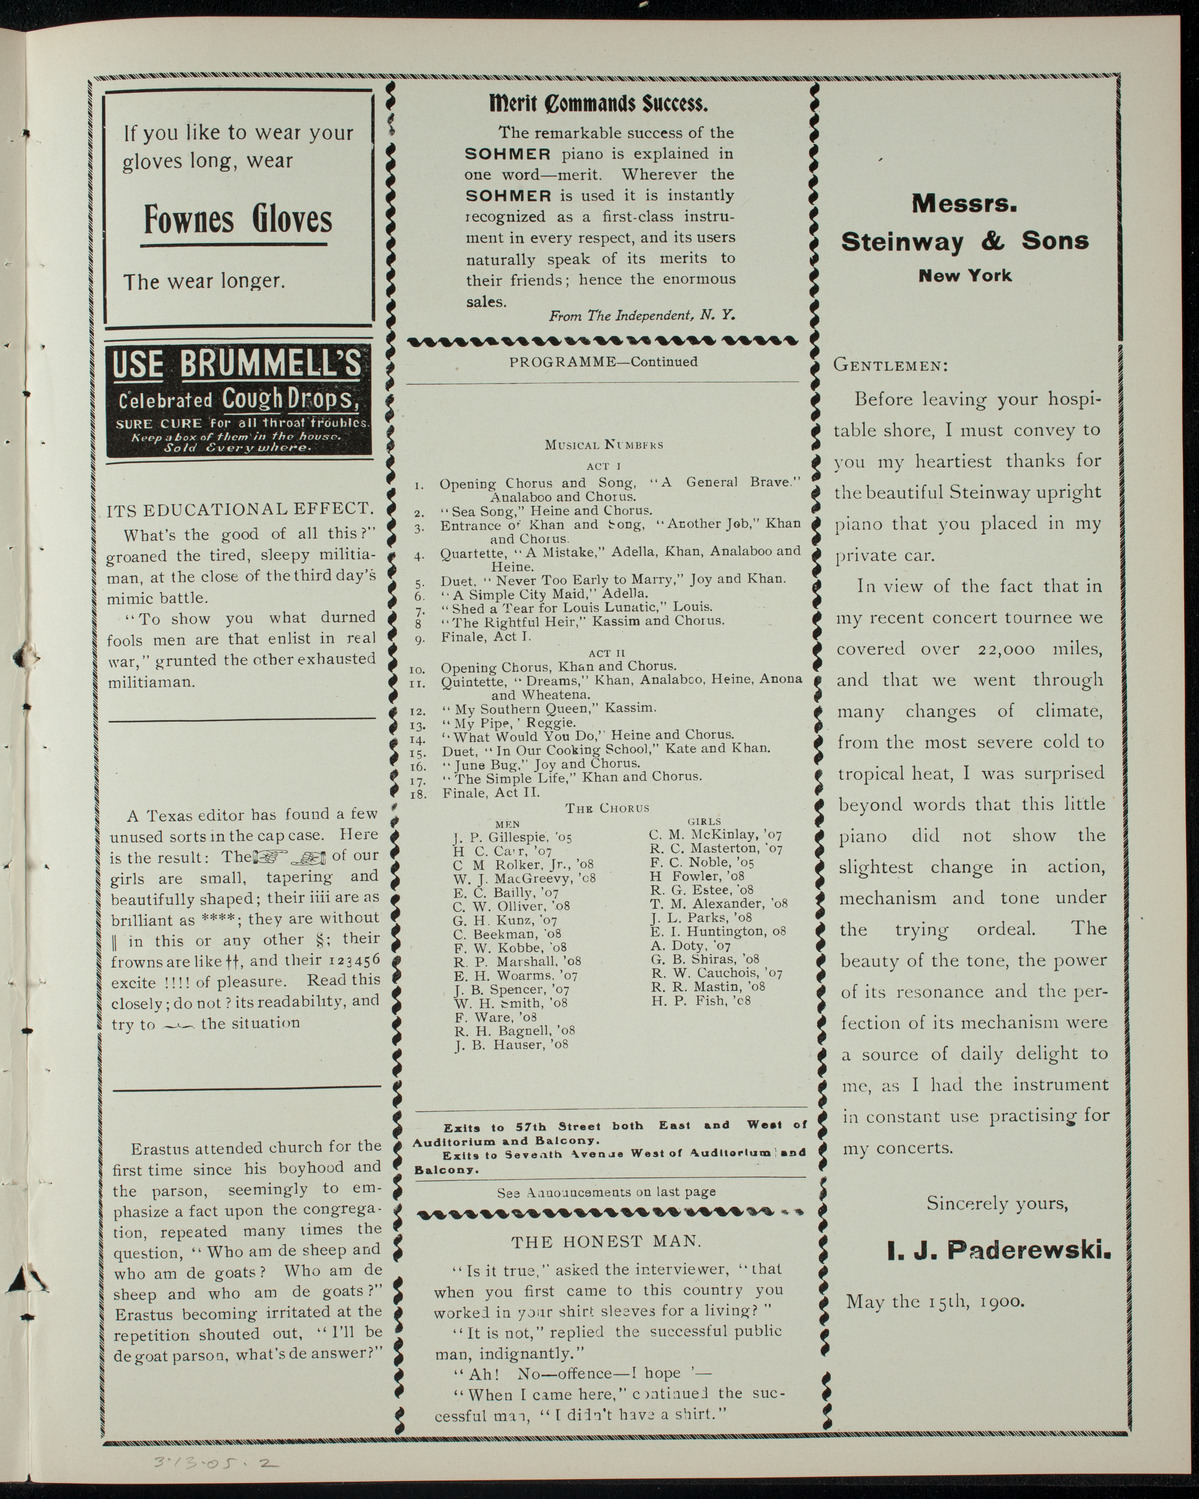 If you like to wear your
gloves long, wear
Fownes Gloves
The wear longer.
USE BRUMMELL'S
Celebrated Cough Drops,
SURE CURE for all throat troubles.
Keep a box of them in the house.
Sold Everywhere.
ITS EDUCATIONAL EFFECT.
What's the good of all this?"
groaned the tired, sleepy militia-
man, at the close of the third day's
mimic battle.
"To show you what durned
fools men are that enlist in real
war," grunted the other exhausted
militiaman.
A Texas editor has found a few
unused sorts in the cap case. Here
is the result: The ☞ ☜ of our
girls are small, tapering and
beautifully shaped; their iiii are as
brilliant as ****; they are without
‖ in this or any other §; their
frowns are like ††, and their 123456
excite !!!! of pleasure. Read this
closely; do not ? its readability, and
try to the situation
Erastus attended church for the
first time since his boyhood and
the parson, seemingly to em-
phasize a fact upon the congrega-
tion, repeated many times the
question, "Who am de sheep and
who am de goats? Who am de
sheep and who am de goats?"
Erastus becoming irritated at the
repetition shouted out, "I'll be
de goat parson, what's de answer?"
Merit Commands Success.
The remarkable success of the
SOHMER piano is explained in
one word—merit. Wherever the
SOHMER is used it is instantly
recognized as a first-class instru-
ment in every respect, and its users
naturally speak of its merits to
their friends; hence the enormous
sales.
From The Independent, N. Y.
PROGRAMME—Continued
MUSICAL NUMBERS
ACT I
1. Opening Chorus and Song, "A General Brave."
Analaboo and Chorus.
2. "Sea Song," Heine and Chorus.
3. Entrance of Khan and Song, "Another Job," Khan
and Chorus.
4. Quartette, "A Mistake," Adella, Khan, Analaboo and
Heine.
5. Duet, "Never Too Early to Marry," Joy and Khan.
6. "A Simple City Maid," Adella.
7. "Shed a Tear for Louis Lunatic," Louis.
8 "The Rightful Heir," Kassim and Chorus.
9. Finale, Act I.
ACT II
10. Opening Chorus, Khan and Chorus.
11. Quintette, "Dreams," Khan, Analaboo, Heine, Anona
and Wheatena.
12. "My Southern Queen," Kassim.
13. "My Pipe,' Reggie.
14. "What Would You Do,' Heine and Chorus.
15. Duet, "In Our Cooking School," Kate and Khan.
16. "June Bug," Joy and Chorus.
17. "The Simple Life," Khan and Chorus.
18. Finale, Act II.
THE CHORUS
MEN
J. P. Gillespie, '05
H C. Carr, '07
C M Rolker, Jr., '08
W. J. MacGreevy, '08
E. C. Bailly, '07
C. W. Olliver, '08
G. H. Kunz, '07
C. Beekman, '08
F. W. Kobbe, '08
R. P. Marshall, '08
E. H. Woarms, '07
J. B. Spencer, '07
W. H. Smith, '08
F. Ware, '08
R. H. Bagnell, '08
J. B. Hauser, '08
GIRLS
C. M. McKinlay, '07
R. C. Masterton, '07
F. C. Noble, '05
H Fowler, '08
R. G. Estee, '08
T. M. Alexander, '08
J. L. Parks, '08
E. I. Huntington, 08
A. Doty, '07
G. B. Shiras, '08
R. W. Cauchois, '07
R. R. Mastin, '08
H. P. Fish, '08
Exits to 57th Street both East and West of
Auditorium and Balcony.
Exits to Seventh Avenue West of Auditorium and
Balcony.
See Announcements on last page
THE HONEST MAN.
"Is it true," asked the interviewer, "that
when you first came to this country you
worked in your shirt sleeves for a living?"
"It is not," replied the successful public
man, indignantly."
"Ah! No—offence—I hope '—
"When I came here," continued the suc-
cessful man, "I didn't have a shirt."
Messrs.
Steinway & Sons
New York
GENTLEMEN:
Before leaving your hospi-
table shore, I must convey to
you my heartiest thanks for
the beautiful Steinway upright
piano that you placed in my
private car.
In view of the fact that in
my recent concert tournee we
covered over 22,000 miles,
and that we went through
many changes of climate,
from the most severe cold to
tropical heat, I was surprised
beyond words that this little
piano did not show the
slightest change in action,
mechanism and tone under
the trying ordeal. The
beauty of the tone, the power
of its resonance and the per-
fection of its mechanism were
a source of daily delight to
me, as I had the instrument
in constant use practising for
my concerts.
Sincerely yours,
I. J. Paderewski.
May the 15th, 1900.
3·13·05·2